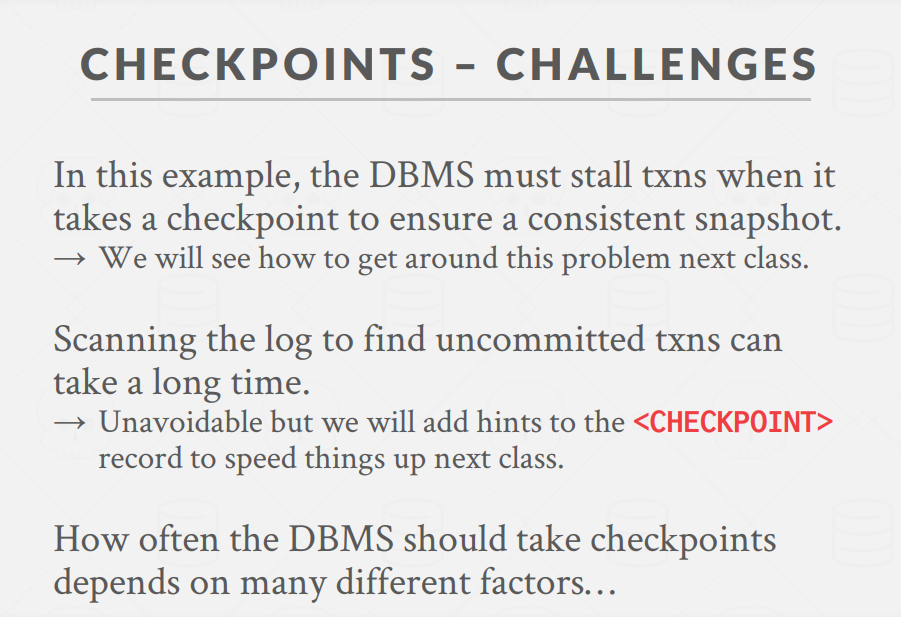 CHECKPOINTS – CHALLENGES
In this example, the DBMS must stall txns when it
takes a checkpoint to ensure a consistent snapshot.
→ We will see how to get around this problem next class.
Scanning the log to find uncommitted txns can
take a long time.
→ Unavoidable but we will add hints to the <CHECKPOINT>
record to speed things up next class.
How often the DBMS should take checkpoints
depends on many different factors…